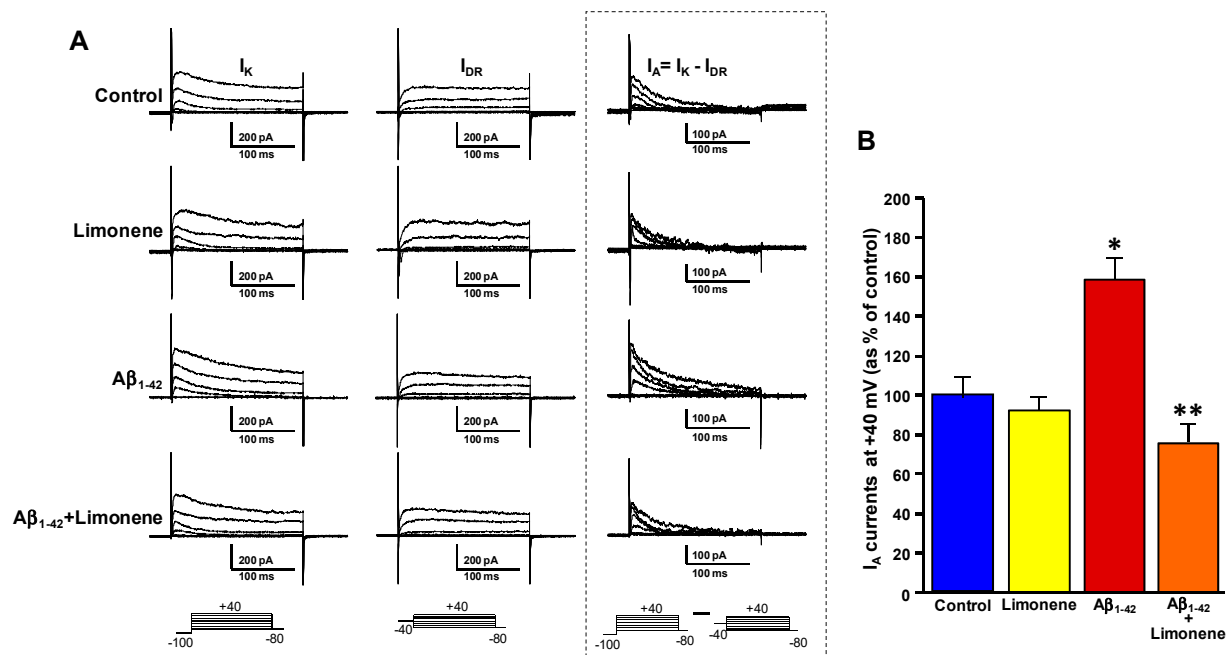 A
I_K
I_DR
I_A= I_K - I_DR
Control
200 pA
100 ms
200 pA
100 ms
100 pA
100 ms
Limonene
200 pA
100 ms
200 pA
100 ms
100 pA
100 ms
Aβ₁₋₄₂
200 pA
100 ms
200 pA
100 ms
100 pA
100 ms
Aβ₁₋₄₂+Limonene
200 pA
100 ms
200 pA
100 ms
100 pA
100 ms
+40
-100
-80
+40
-40
-80
+40
-100
-80
+40
-40
-80
B
I_A currents at +40 mV (as % of control)
200
180
160
140
120
100
80
60
40
20
0
*
**
Control
Limonene
Aβ₁₋₄₂
Aβ₁₋₄₂
+
Limonene